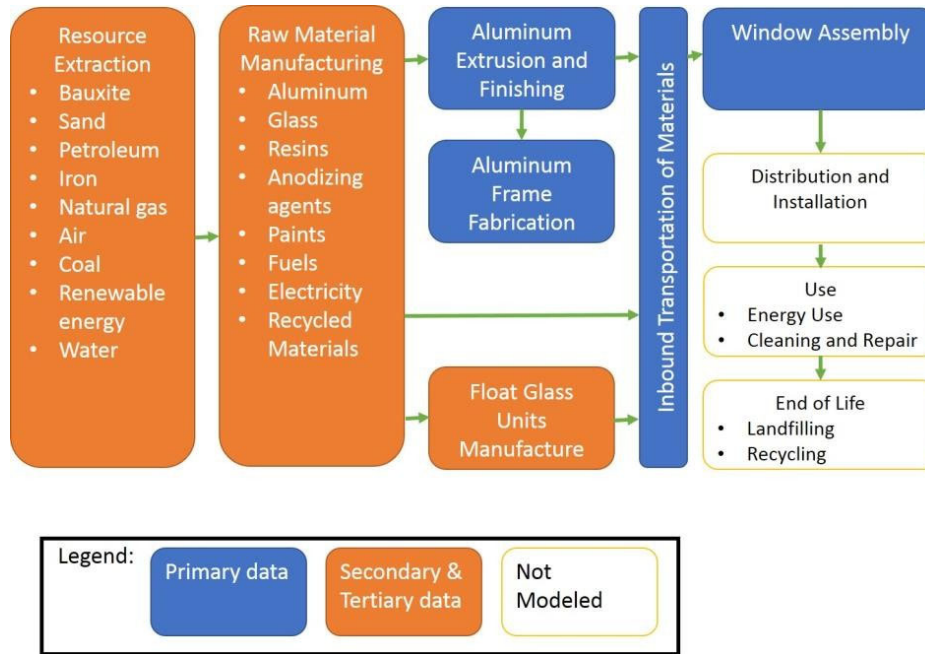 Resource
Extraction
• Bauxite
• Sand
• Petroleum
• Iron
• Natural gas
• Air
• Coal
• Renewable
energy
• Water
Raw Material
Manufacturing
• Aluminum
• Glass
• Resins
• Anodizing
agents
• Paints
• Fuels
• Electricity
• Recycled
Materials
Aluminum
Extrusion and
Finishing
Aluminum
Frame
Fabrication
Float Glass
Units
Manufacture
Inbound Transportation of Materials
Window Assembly
Distribution and
Installation
Use
• Energy Use
• Cleaning and Repair
End of Life
• Landfilling
• Recycling
Legend:
Primary data
Secondary &
Tertiary data
Not
Modeled